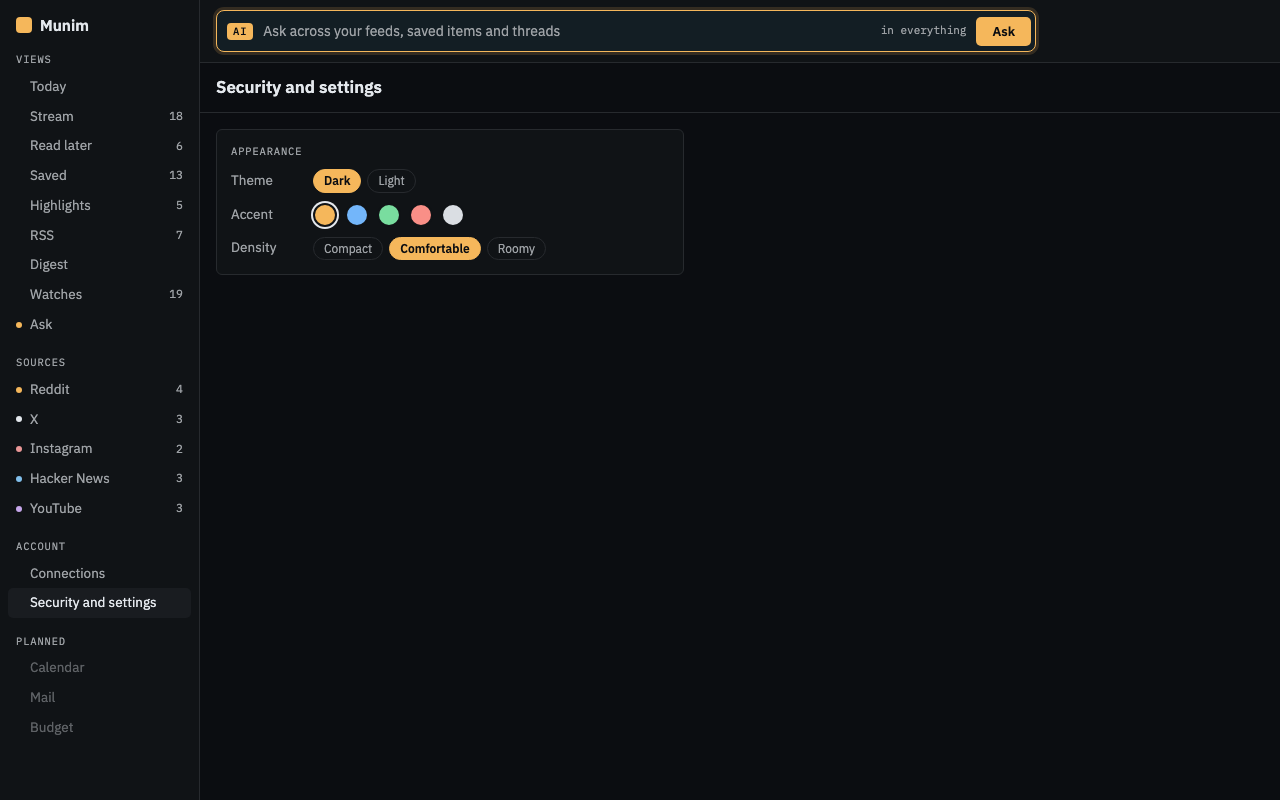 Munim
VIEWS
Today
Stream 18
Read later 6
Saved 13
Highlights 5
RSS 7
Digest
Watches 19
Ask
SOURCES
Reddit 4
X 3
Instagram 2
Hacker News 3
YouTube 3
ACCOUNT
Connections
Security and settings
PLANNED
Calendar
Mail
Budget
AI Ask across your feeds, saved items and threads in everything Ask
Security and settings
APPEARANCE
Theme Dark Light
Accent
Density Compact Comfortable Roomy